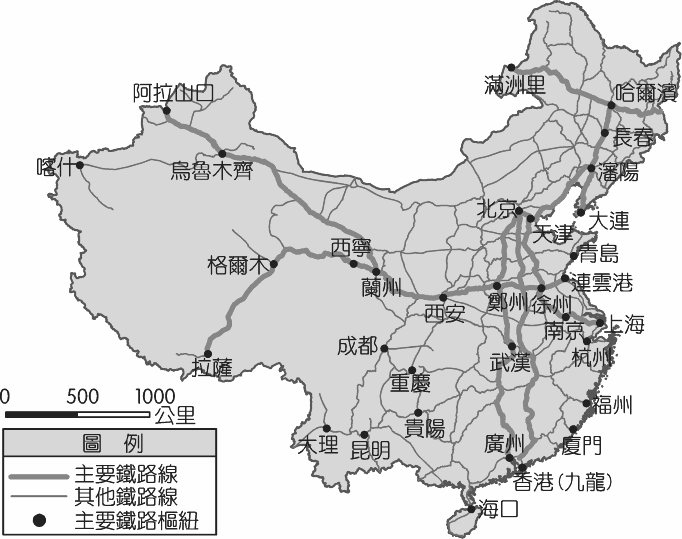 滿洲里
阿拉山口
哈爾濱
長春
喀什
烏魯木齊
瀋陽
北京
大連
天津
青島
格爾木
西寧
蘭州
連雲港
鄭州
徐州
西安
南京
上海
成都
武漢
杭州
拉薩
重慶
0 500 1000
公里
福州
貴陽
圖 例
大理
昆明
廣州
廈門
主要鐵路線
香港(九龍)
其他鐵路線
海口
主要鐵路樞紐